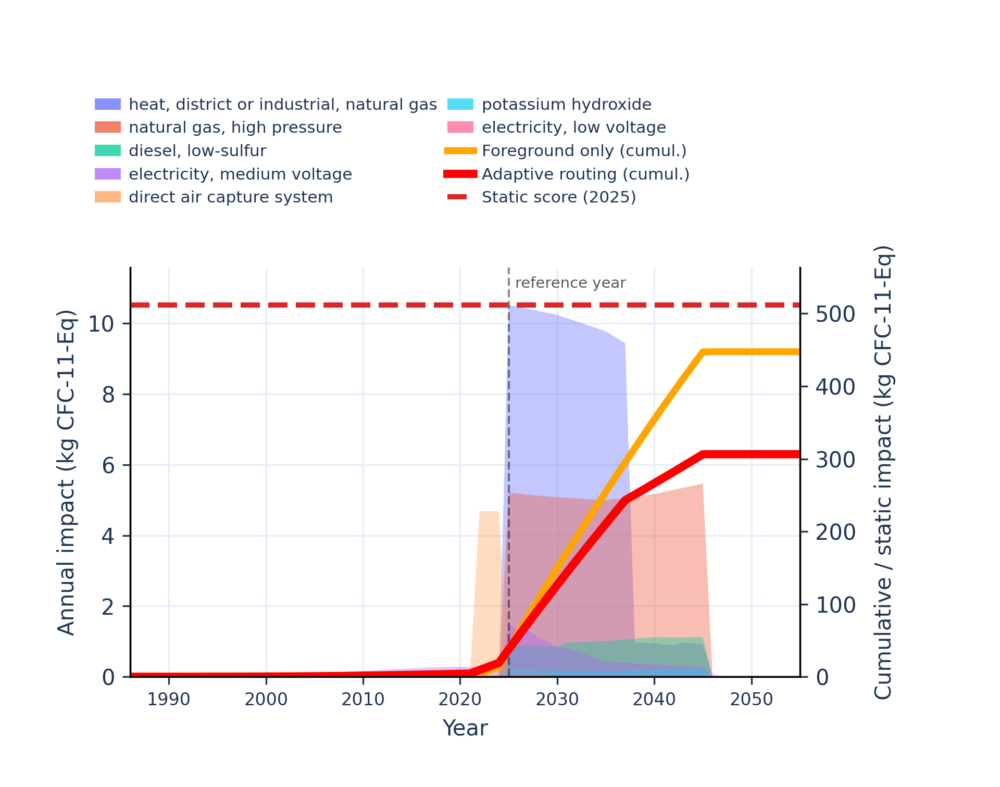 heat, district or industrial, natural gas
natural gas, high pressure
diesel, low-sulfur
electricity, medium voltage
direct air capture system
potassium hydroxide
electricity, low voltage
Foreground only (cumul.)
Adaptive routing (cumul.)
Static score (2025)
reference year
Annual impact (kg CFC-11-Eq)
10
8
6
4
2
0
500
400
300
200
100
0
Cumulative / static impact (kg CFC-11-Eq)
1990
2000
2010
2020
2030
2040
2050
Year